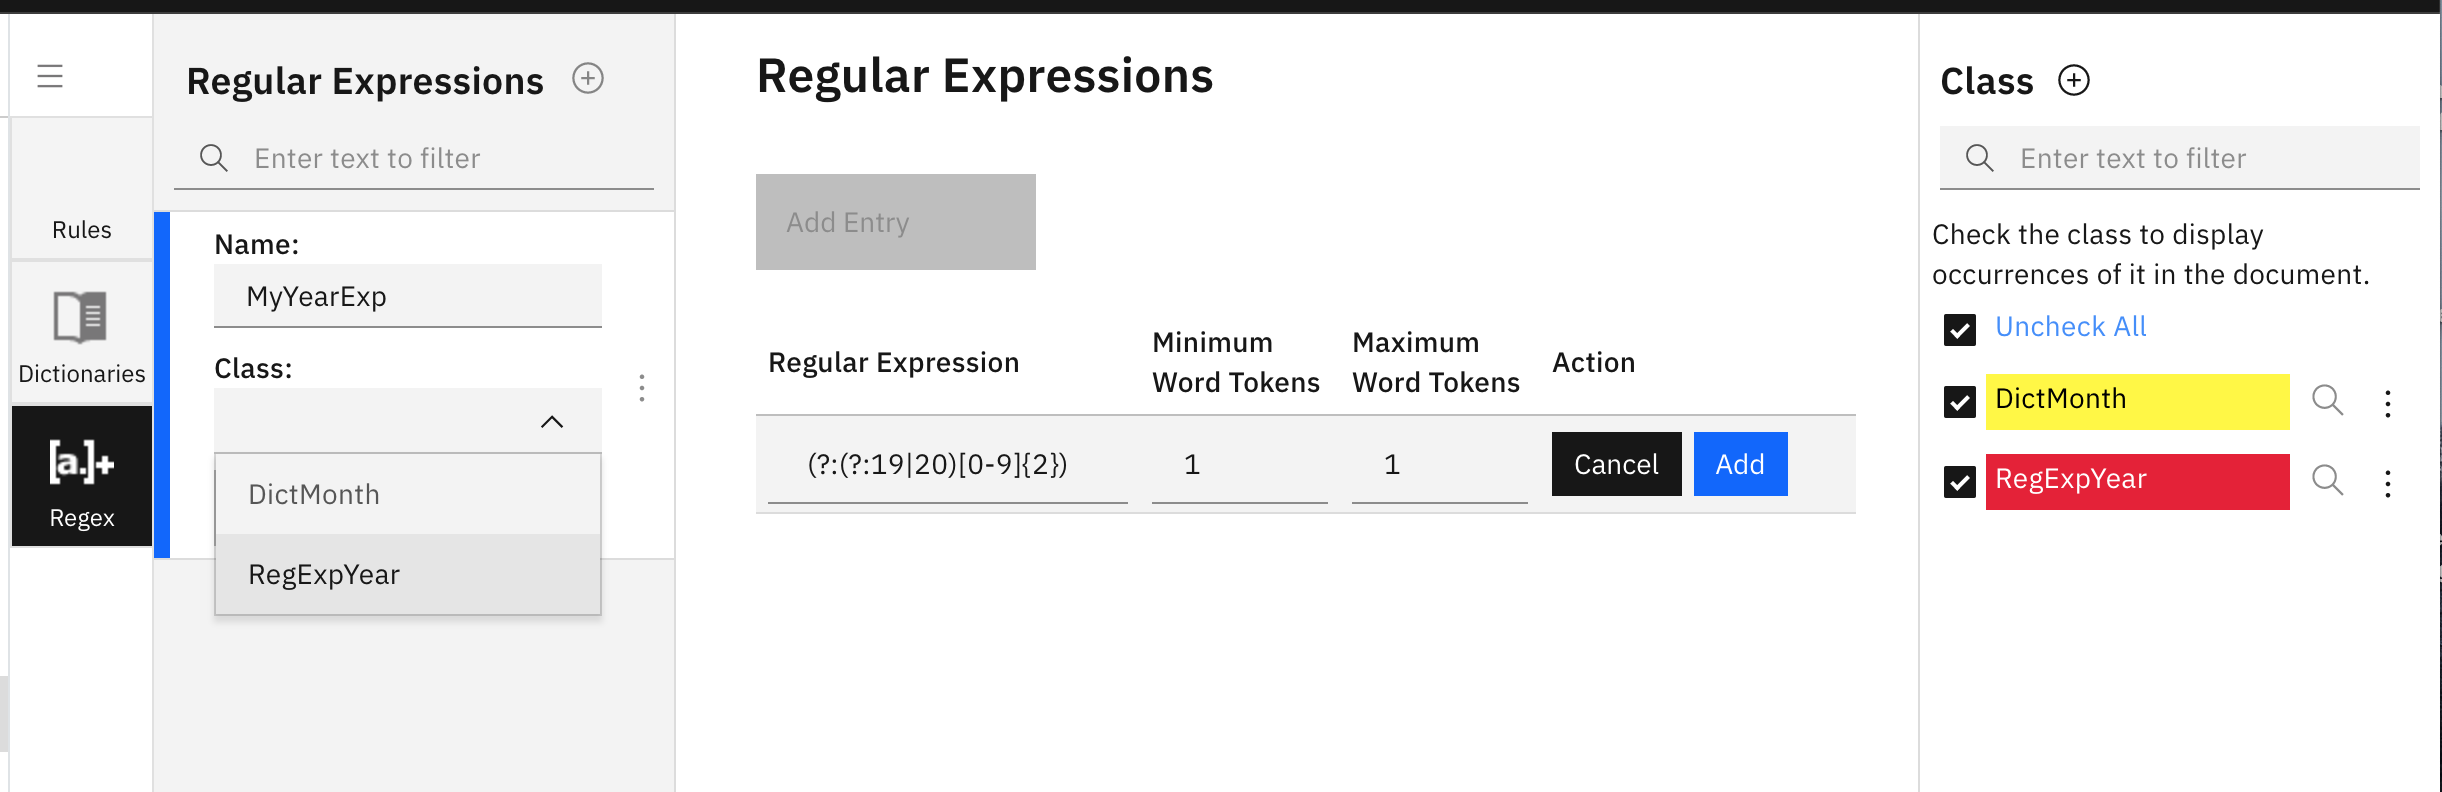 Rules
Dictionaries
[a.]+
Regex
Regular Expressions
Enter text to filter
Name:
MyYearExp
Class:
DictMonth
RegExpYear
Regular Expressions
Add Entry
Regular Expression
Minimum
Word Tokens
Maximum
Word Tokens
Action
(?:(?:19|20)[0-9]{2})
1
1
Cancel
Add
Class
Enter text to filter
Check the class to display
occurrences of it in the document.
Uncheck All
DictMonth
RegExpYear